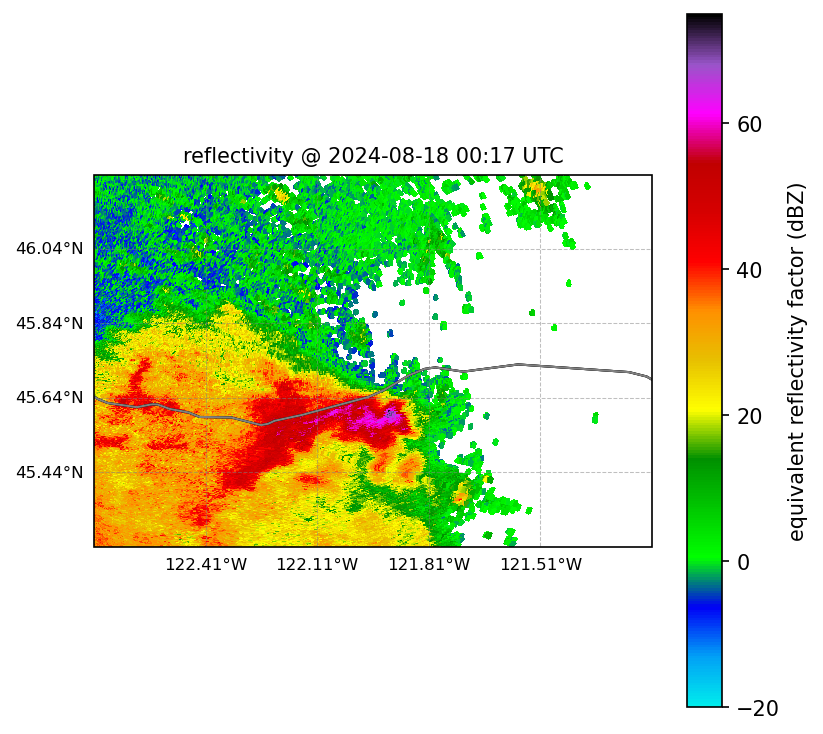 reflectivity @ 2024-08-18 00:17 UTC
46.04°N
45.84°N
45.64°N
45.44°N
122.41°W 122.11°W 121.81°W 121.51°W
60
40
20
0
−20
equivalent reflectivity factor (dBZ)